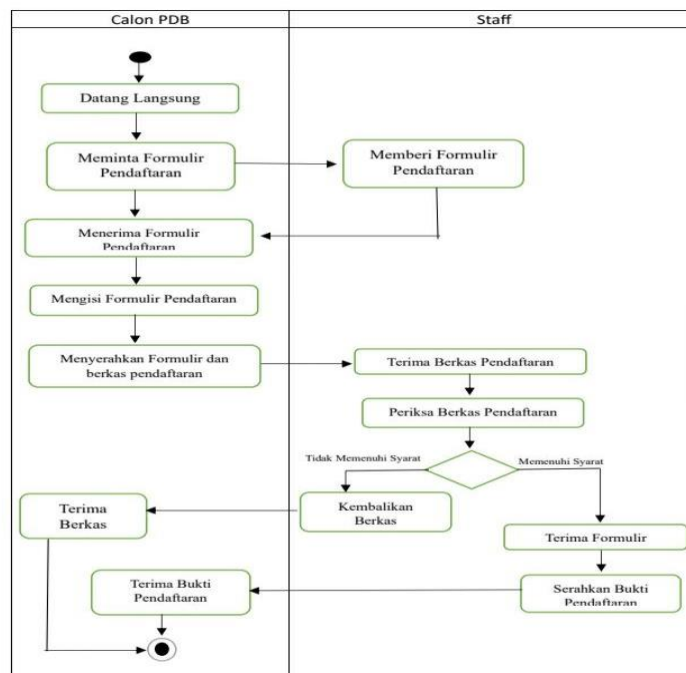 Calon PDB
Staff
Datang Langsung
Meminta Formulir
Pendaftaran
Memberi Formulir
Pendaftaran
Menerima Formulir
Pendaftaran
Mengisi Formulir Pendaftaran
Menyerahkan Formulir dan
berkas pendaftaran
Terima Berkas Pendaftaran
Periksa Berkas Pendaftaran
Tidak Memenuhi Syarat
Memenuhi Syarat
Kembalikan
Berkas
Terima
Berkas
Terima Formulir
Serahkan Bukti
Pendaftaran
Terima Bukti
Pendaftaran